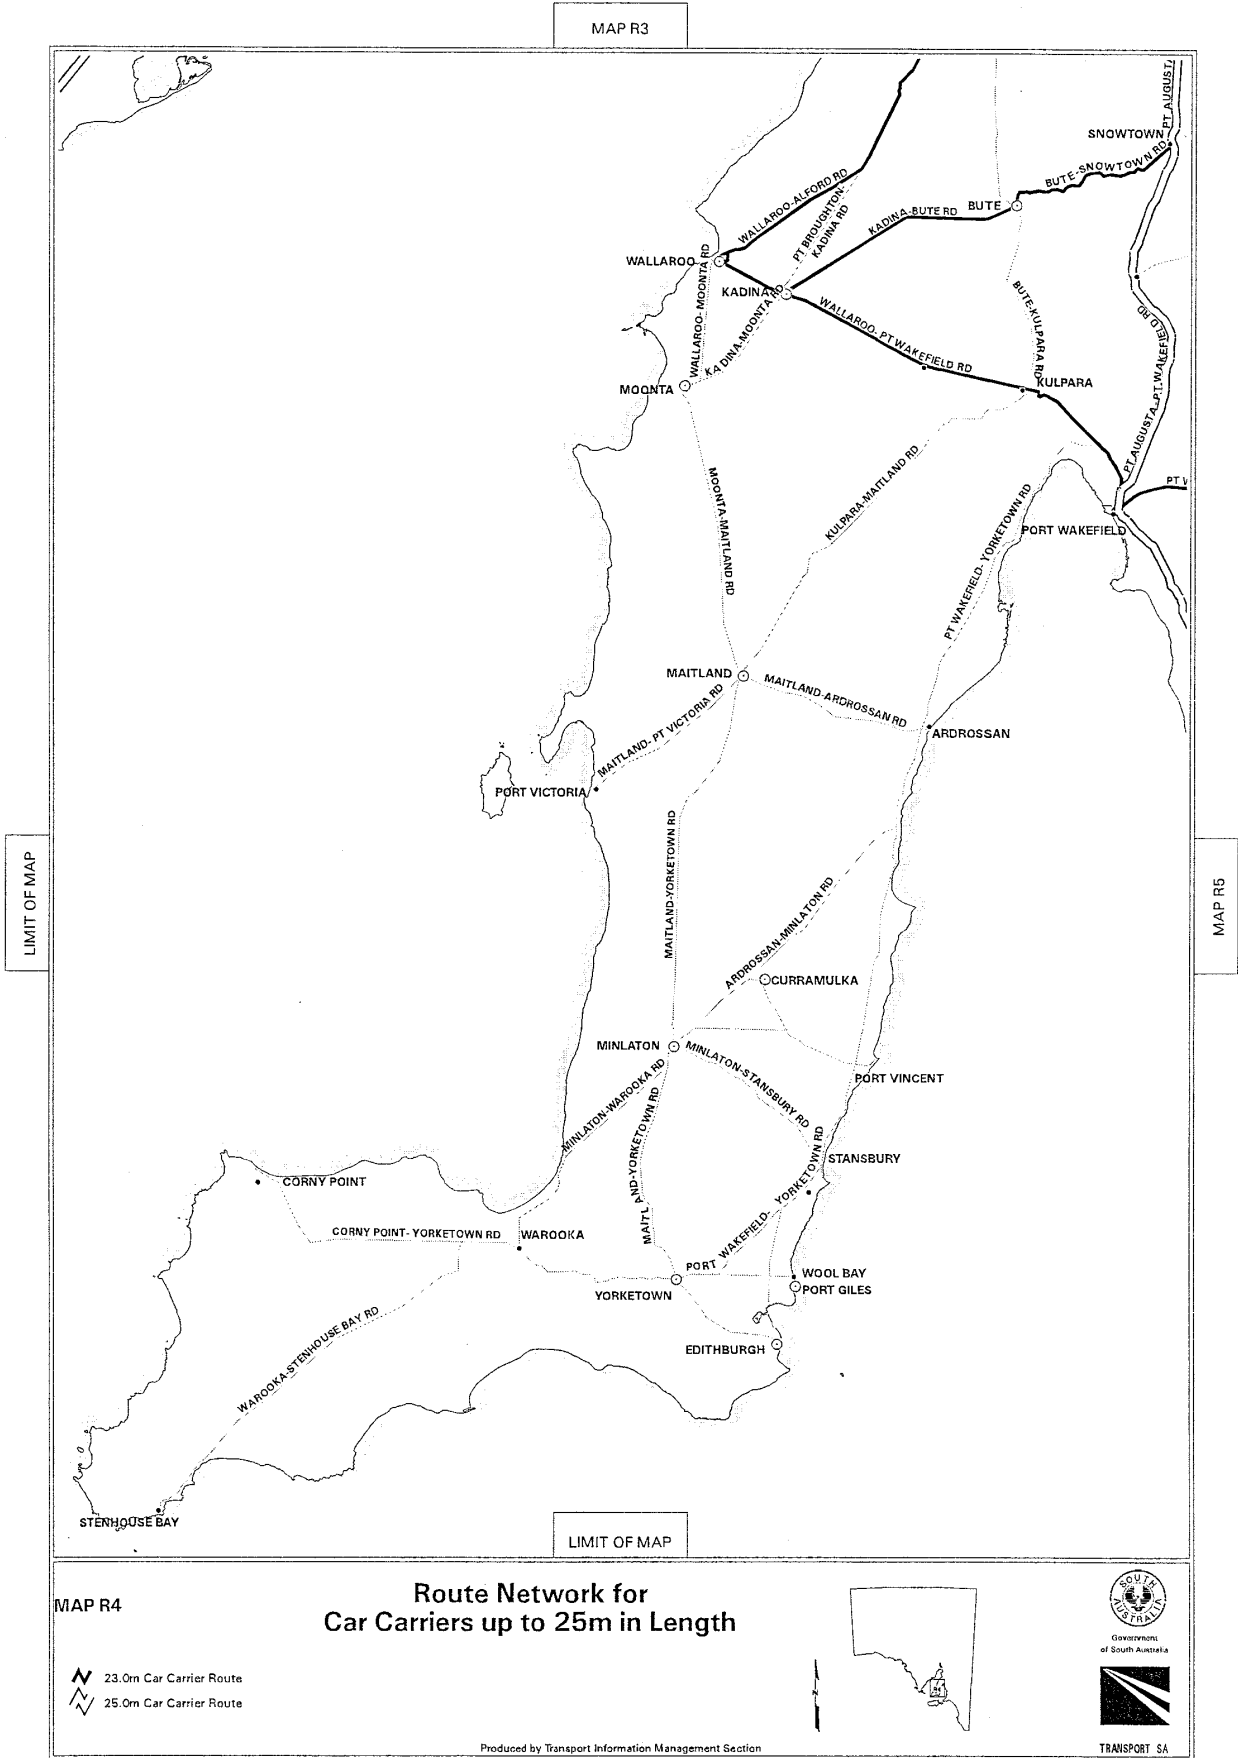 MAP R3
PT AUGUSTA
SNOWTOWN
BUTE-SNOWTOWN RD
WALLAROO-ALFORD RD
PT BROUGHTON-
KADINA RD
KADINA-BUTE RD
BUTE
WALLAROO
WALLAROO-MOONTA RD
KADINA
KADINA-MOONTA RD
WALLAROO-PT WAKEFIELD RD
BUTE-KULPARA RD
PT AUGUSTA-PT WAKEFIELD RD
MOONTA
KULPARA
MOONTA-MAITLAND RD
KULPARA-MAITLAND RD
PT WAKEFIELD-YORKETOWN RD
PT W
PORT WAKEFIELD
MAITLAND
MAITLAND-ARDROSSAN RD
MAITLAND-PT VICTORIA RD
ARDROSSAN
PORT VICTORIA
MAITLAND-YORKETOWN RD
LIMIT OF MAP
MAP R5
ARDROSSAN-MINLATON RD
CURRAMULKA
MINLATON
MINLATON-STANSBURY RD
MINLATON-WAROOKA RD
PORT VINCENT
MAITLAND-YORKETOWN RD
STANSBURY
CORNY POINT
CORNY POINT-YORKETOWN RD
WAROOKA
PORT WAKEFIELD-YORKETOWN RD
WOOL BAY
PORT GILES
YORKETOWN
EDITHBURGH
WAROOKA-STENHOUSE BAY RD
STENHOUSE BAY
LIMIT OF MAP
MAP R4
Route Network for
Car Carriers up to 25m in Length
23.0m Car Carrier Route
25.0m Car Carrier Route
N
SOUTH
AUSTRALIA
Government
of South Australia
Produced by Transport Information Management Section
TRANSPORT SA